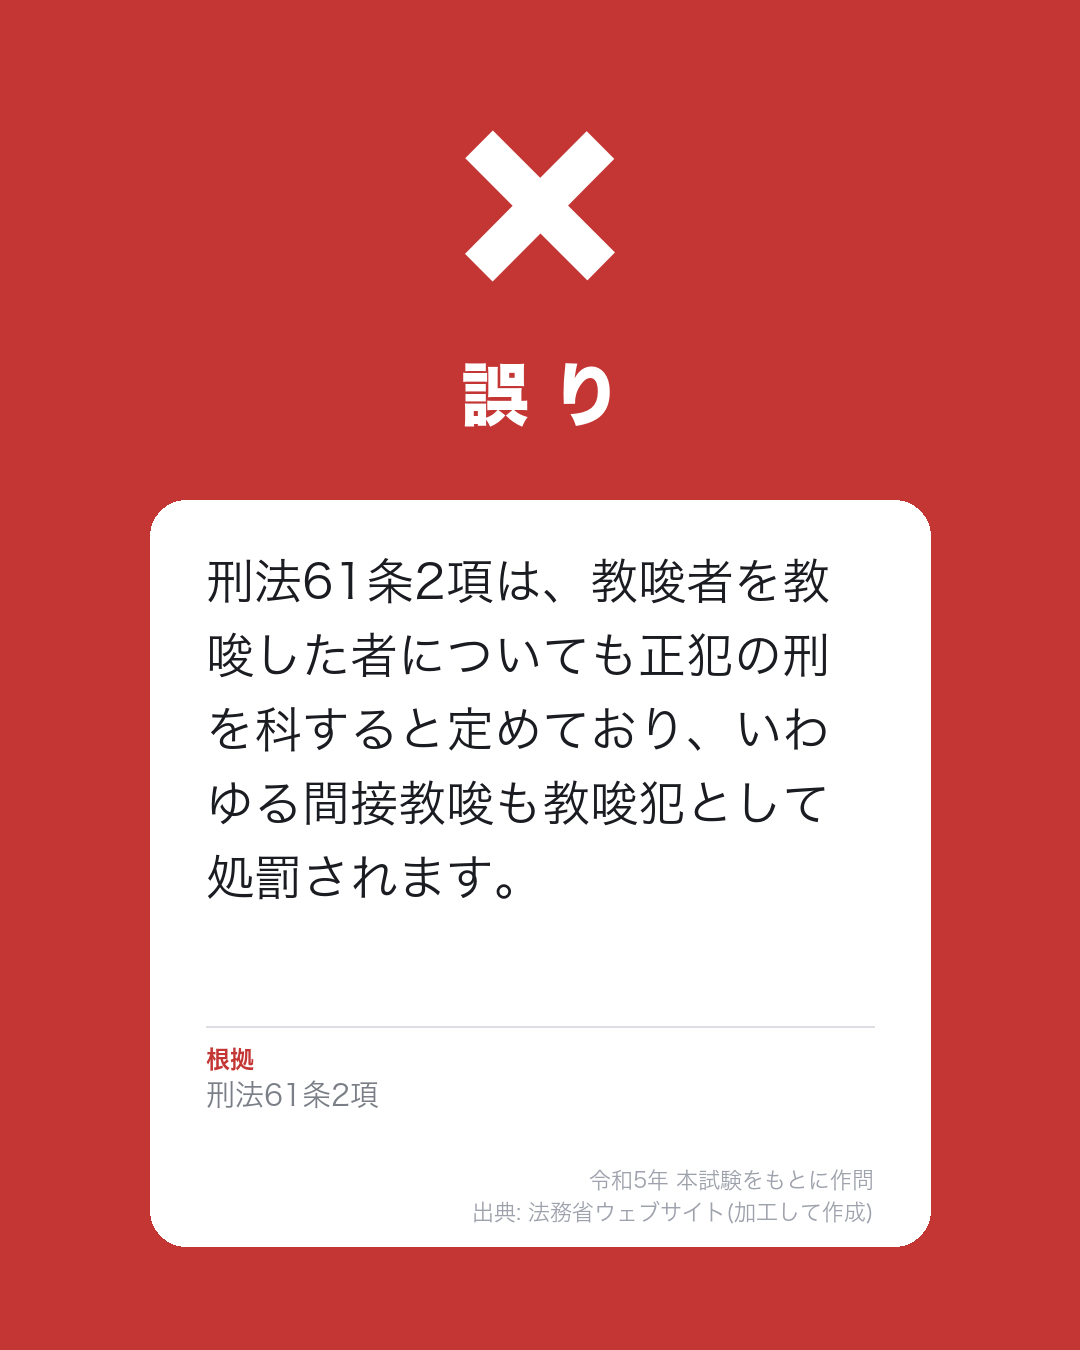 誤り
刑法61条2項は、教唆者を教
唆した者についても正犯の刑
を科すると定めており、いわ
ゆる間接教唆も教唆犯として
処罰されます。
根拠
刑法61条2項
令和5年 本試験をもとに作問
出典: 法務省ウェブサイト(加工して作成)